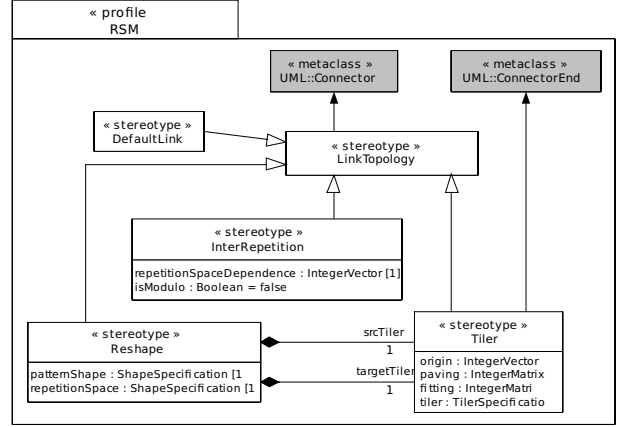 « profile »
RSM
« metaclass »
UML::Connector
« metaclass »
UML::ConnectorEnd
« stereotype »
DefaultLink
« stereotype »
LinkTopology
« stereotype »
InterRepetition
repetitionSpaceDependence : IntegerVector [1]
isModulo : Boolean = false
« stereotype »
Reshape
patternShape : ShapeSpecification [1
repetitionSpace : ShapeSpecification [1
srcTiler
1
targetTiler
1
« stereotype »
Tiler
origin : IntegerVector
paving : IntegerMatrix
fitting : IntegerMatri
tiler : TilerSpecificatio